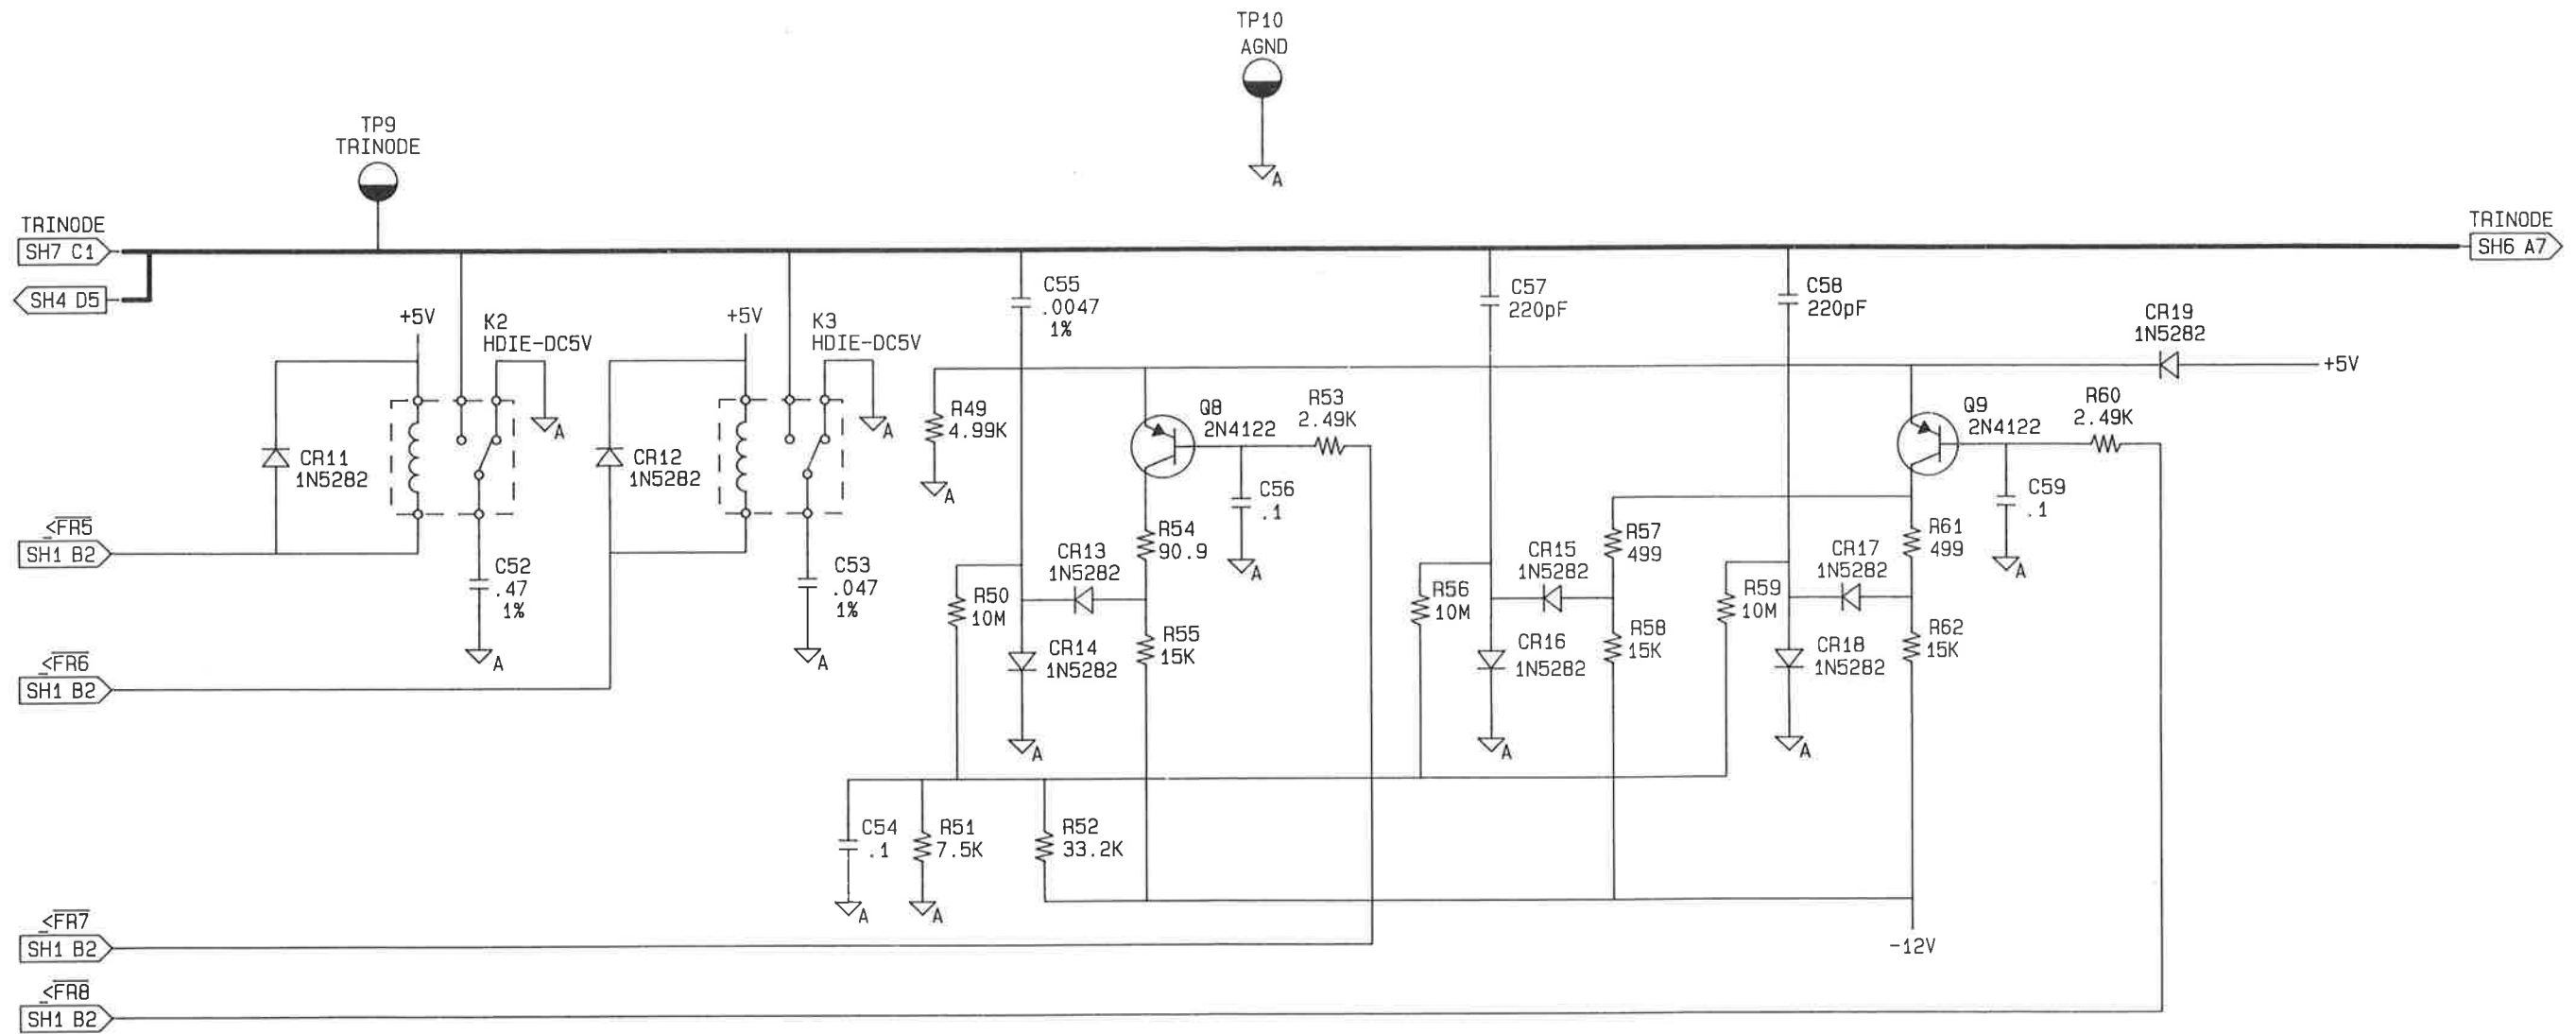 TP10
AGND
A
TP9
TRINODE
TRINODE
SH7 C1
SH4 D5
TRINODE
SH6 A7
+5V
K2
HDIE-DC5V
A
CR11
1N5282
C52
.47
1%
A
+5V
K3
HDIE-DC5V
A
CR12
1N5282
C53
.047
1%
A
C55
.0047
1%
R49
4.99K
A
Q8
2N4122
R53
2.49K
C56
.1
A
R54
90.9
CR13
1N5282
R50
10M
CR14
1N5282
A
R55
15K
C57
220pF
C58
220pF
CR19
1N5282
+5V
Q9
2N4122
R60
2.49K
C59
.1
A
R57
499
R61
499
CR15
1N5282
CR17
1N5282
R56
10M
R59
10M
CR16
1N5282
A
R58
15K
CR18
1N5282
A
R62
15K
C54
.1
A
R51
7.5K
A
R52
33.2K
-12V
<FR5
SH1 B2
<FR6
SH1 B2
<FR7
SH1 B2
<FR8
SH1 B2